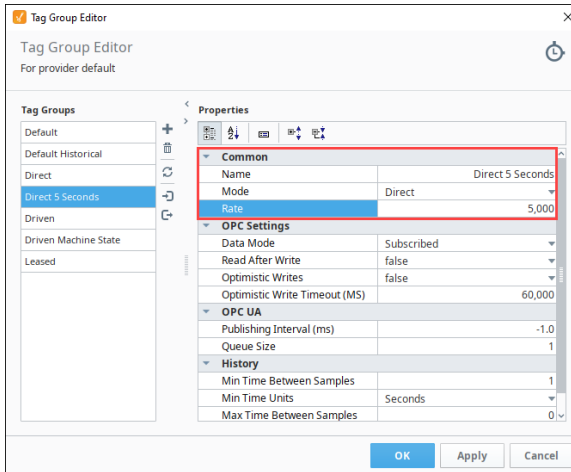 Tag Group Editor
Tag Group Editor
For provider default
Tag Groups
Default
Default Historical
Direct
Direct 5 Seconds
Driven
Driven Machine State
Leased
Properties
Common
Name Direct 5 Seconds
Mode Direct
Rate 5,000
OPC Settings
Data Mode Subscribed
Read After Write false
Optimistic Writes false
Optimistic Write Timeout (MS) 60,000
OPC UA
Publishing Interval (ms) -1.0
Queue Size 1
History
Min Time Between Samples 1
Min Time Units Seconds
Max Time Between Samples 0
OK Apply Cancel